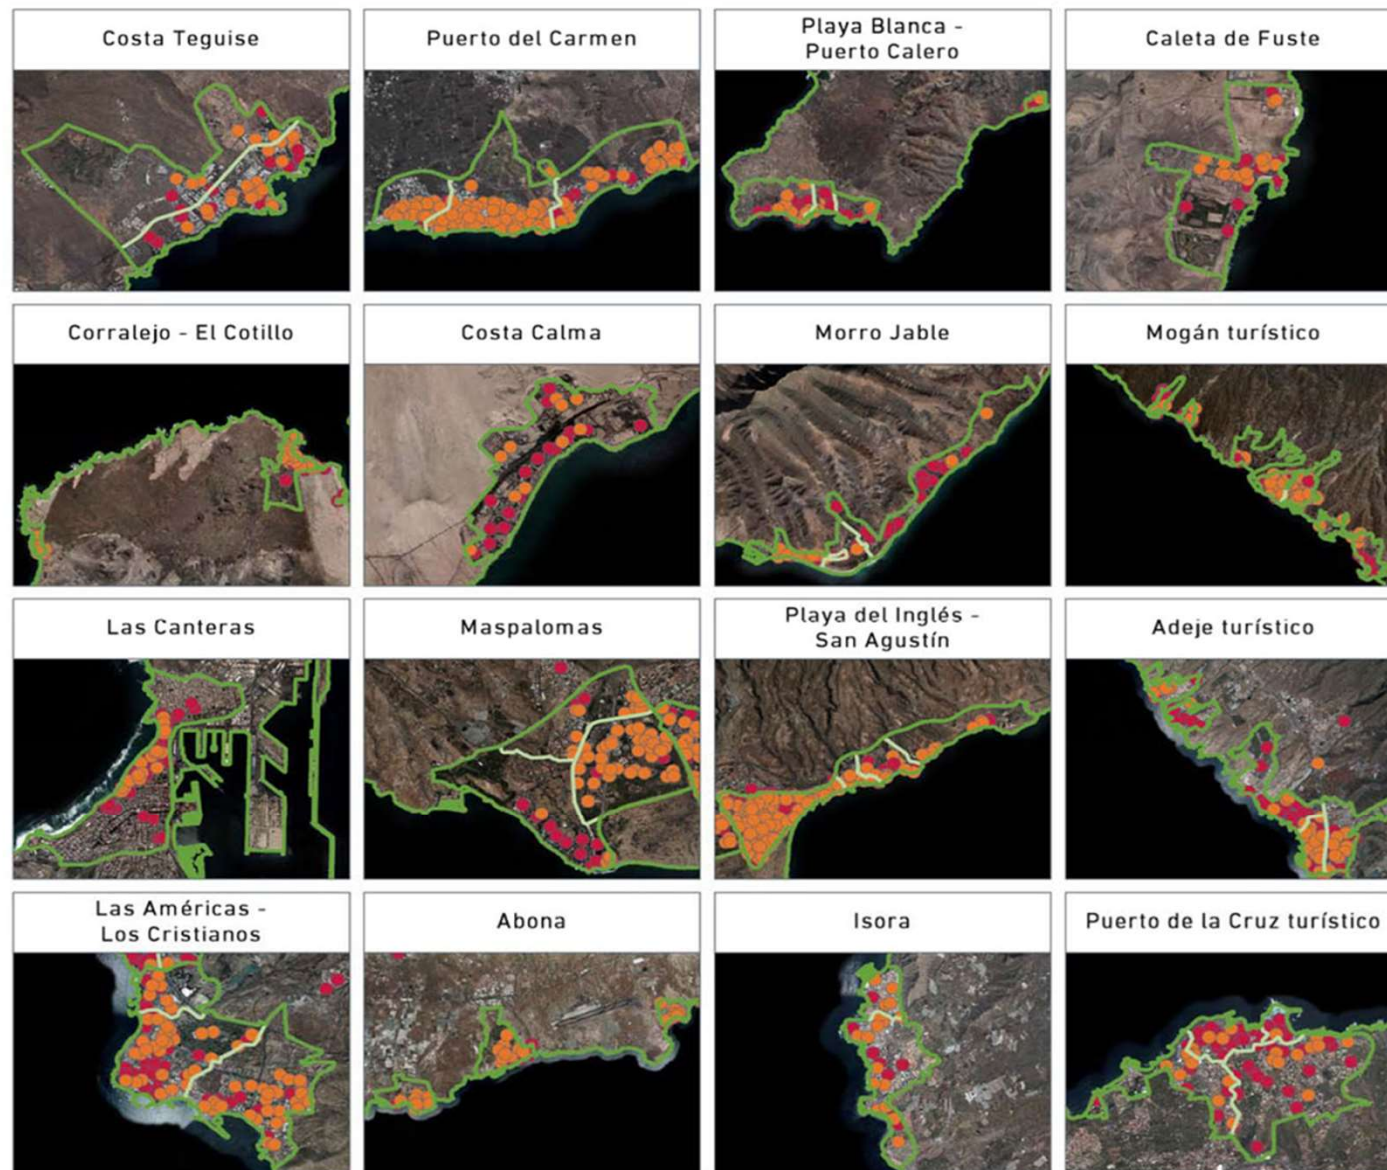 Costa Teguise
Puerto del Carmen
Playa Blanca -
Puerto Calero
Caleta de Fuste
Corralejo - El Cotillo
Costa Calma
Morro Jable
Mogán turístico
Las Canteras
Maspalomas
Playa del Inglés -
San Agustín
Adeje turístico
Las Américas -
Los Cristianos
Abona
Isora
Puerto de la Cruz turístico